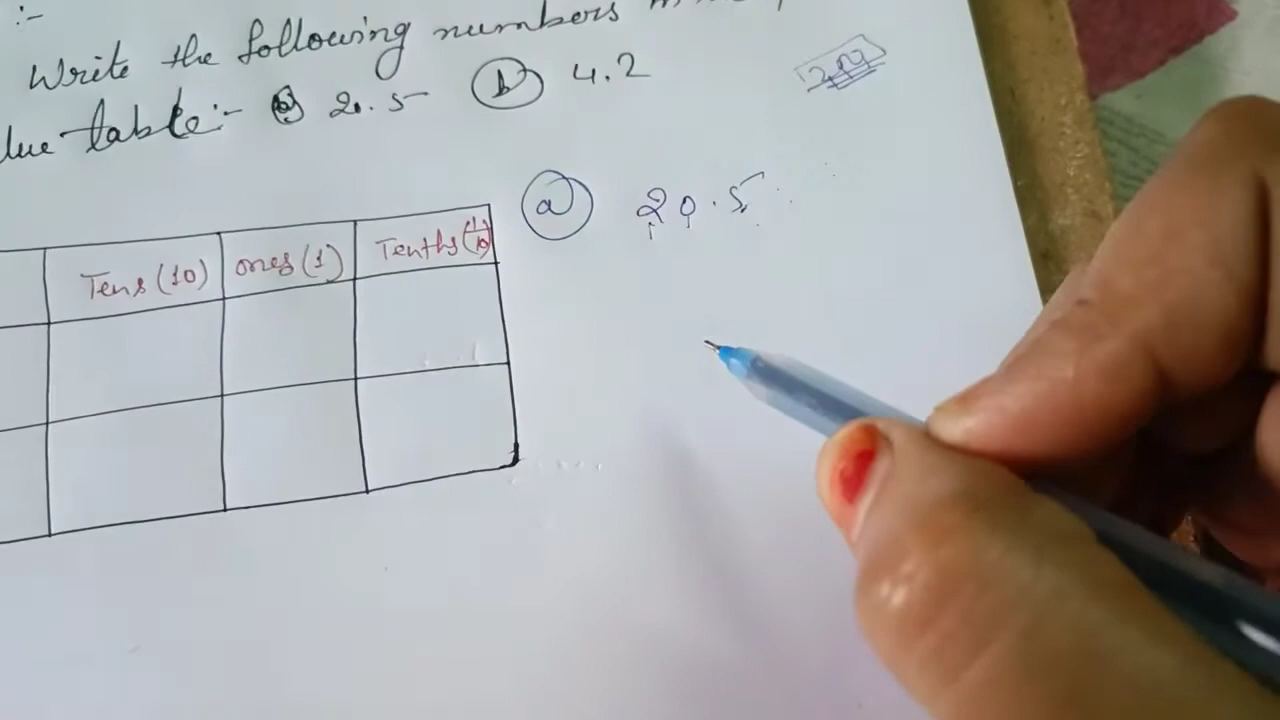 :-
Write the following numbers in
lue table:- (a) 20.5 (b) 4.2
(a) 20.5
Tens (10) ones (1) Tenths (1/10)